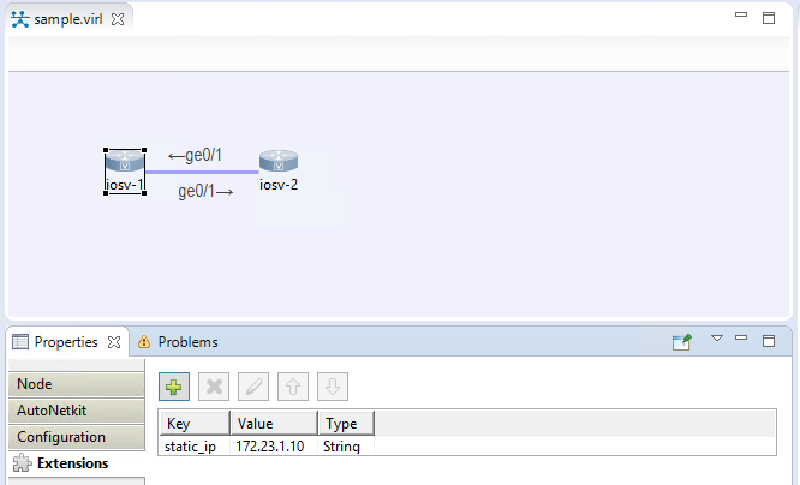 sample.virl
←ge0/1
iosv-1 iosv-2
ge0/1→
Properties Problems
Node
AutoNetkit
Configuration
Extensions
Key Value Type
static_ip 172.23.1.10 String